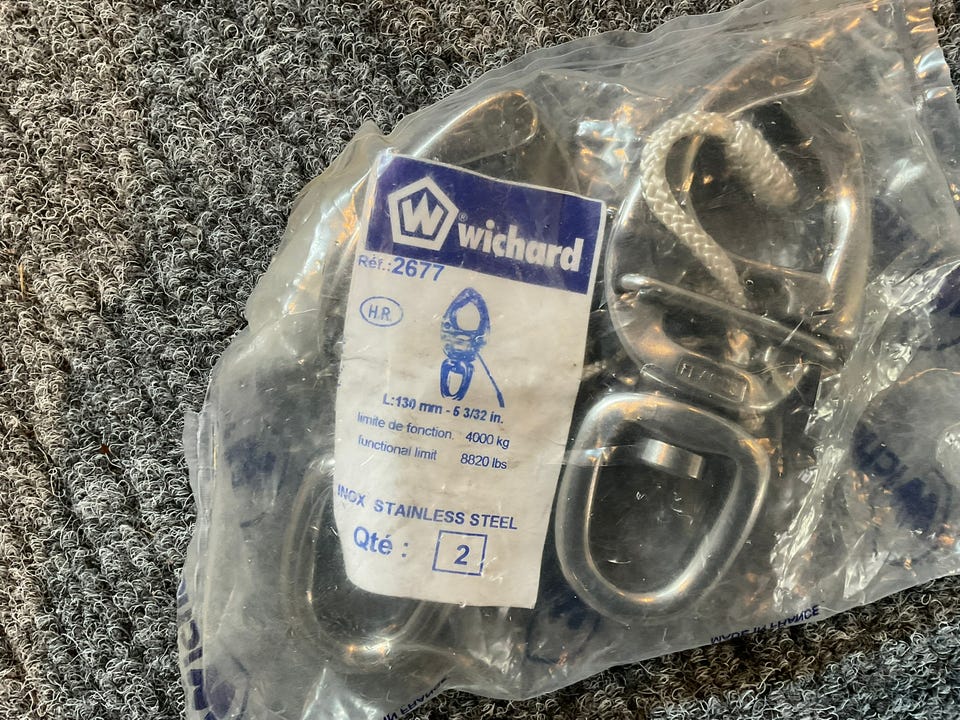 W® wichard
Réf.:2677
H.R.
L:130 mm - 5 3/32 in.
limite de fonction. 4000 kg
functional limit 8820 lbs
INOX STAINLESS STEEL
Qté : 2
MADE IN FRANCE